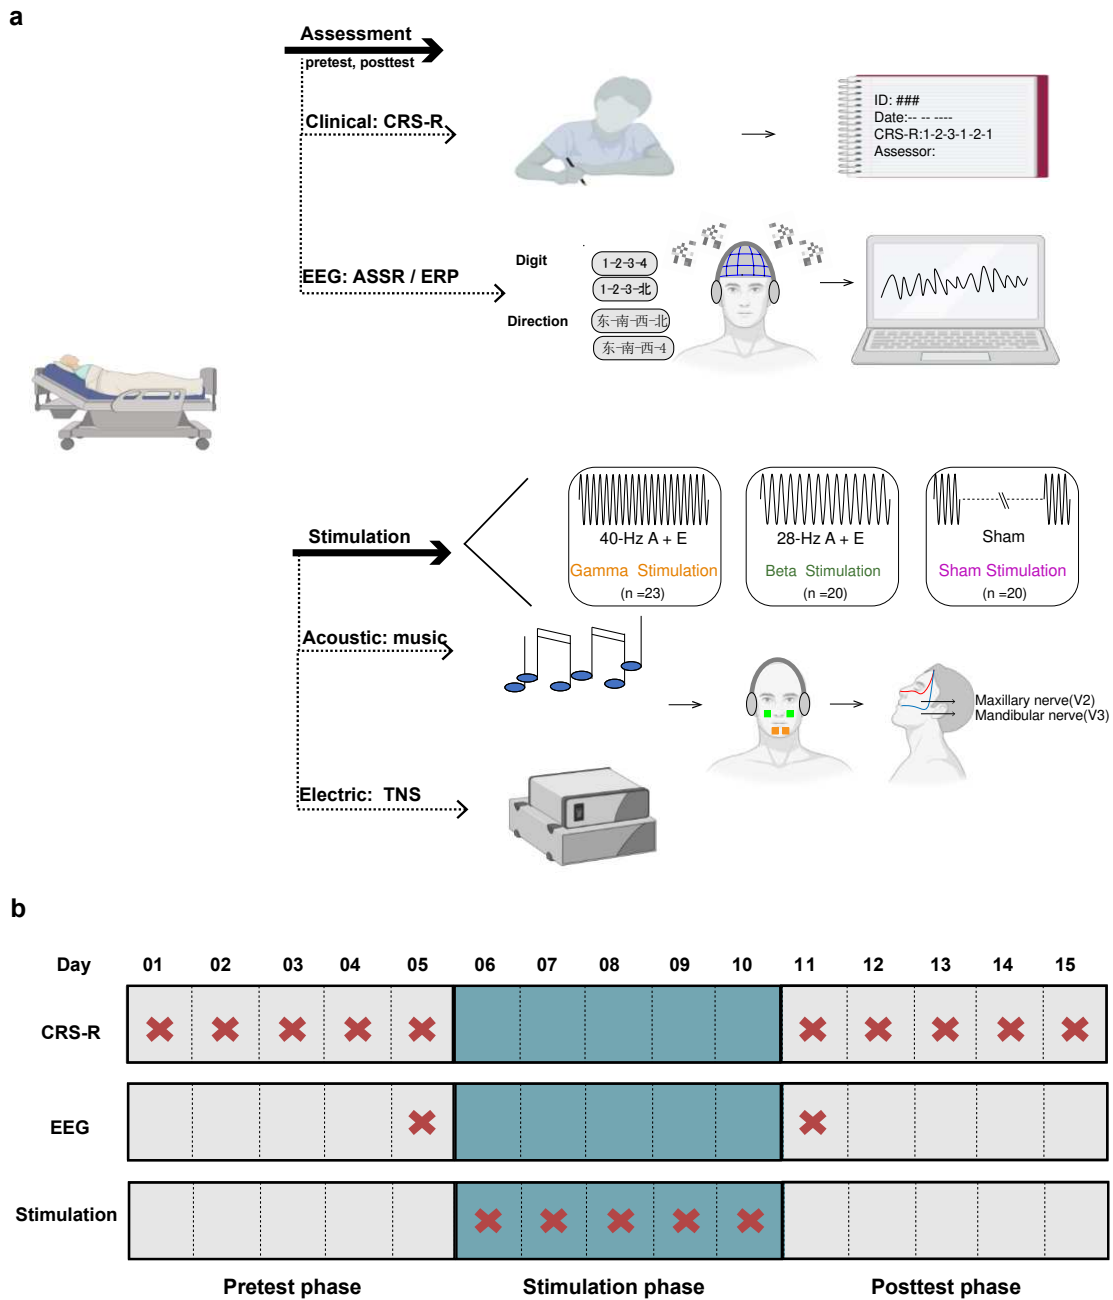 a
Assessment
pretest, posttest
Clinical: CRS-R
ID: ###
Date:-- -- ----
CRS-R:1-2-3-1-2-1
Assessor:
EEG: ASSR / ERP
Digit
1-2-3-4
1-2-3-北
Direction
东-南-西-北
东-南-西-4
Stimulation
40-Hz A + E
Gamma Stimulation
(n =23)
28-Hz A + E
Beta Stimulation
(n =20)
Sham
Sham Stimulation
(n =20)
Acoustic: music
Maxillary nerve(V2)
Mandibular nerve(V3)
Electric: TNS
b
Day 01 02 03 04 05 06 07 08 09 10 11 12 13 14 15
CRS-R
EEG
Stimulation
Pretest phase Stimulation phase Posttest phase